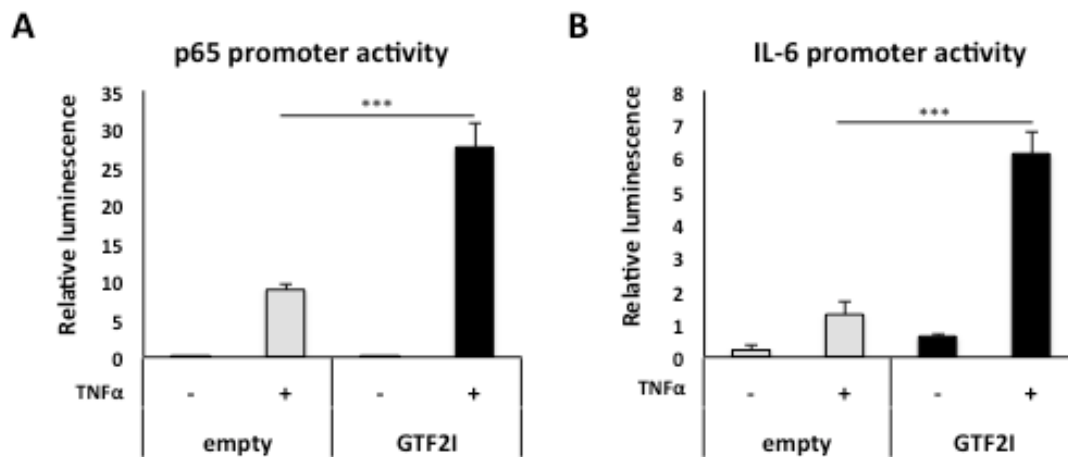 A
p65 promoter activity
Relative luminescence
35
30
25
20
15
10
5
0
***
TNFα - + - +
empty GTF2I
B
IL-6 promoter activity
Relative luminescence
8
7
6
5
4
3
2
1
0
***
- + - +
empty GTF2I